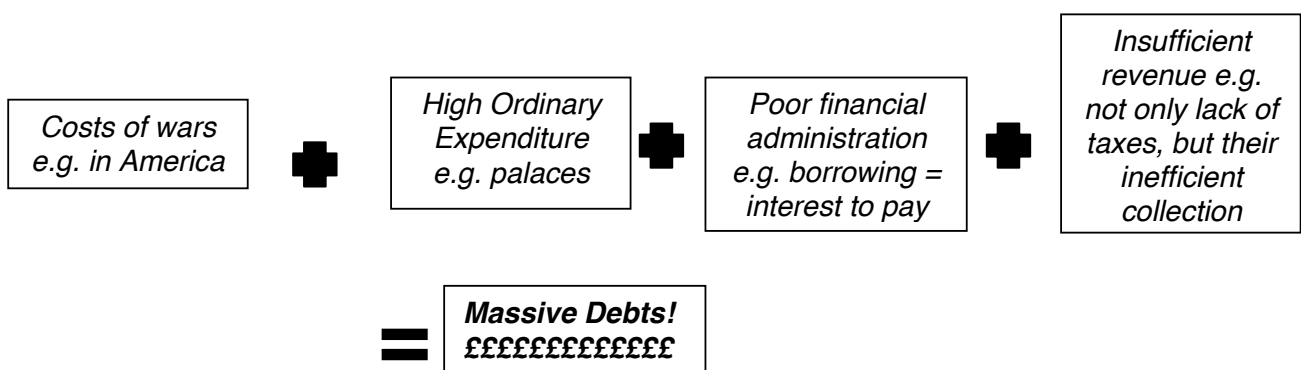 Costs of wars
e.g. in America
High Ordinary
Expenditure
e.g. palaces
Poor financial
administration
e.g. borrowing =
interest to pay
Insufficient
revenue e.g.
not only lack of
taxes, but their
inefficient
collection
Massive Debts!
£££££££££££££